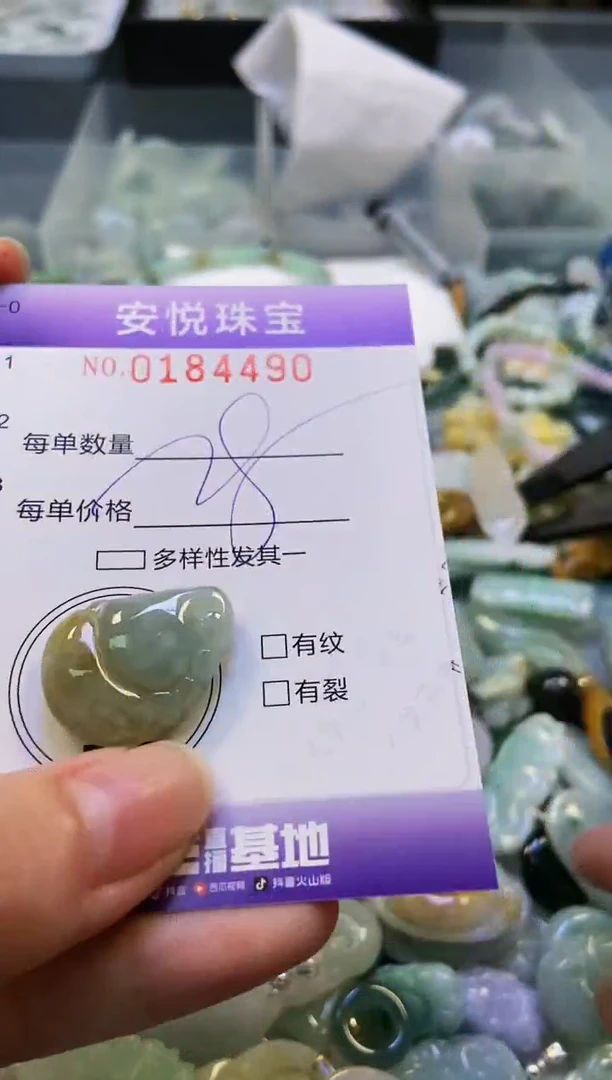 安悦珠宝
NO.0184490
每单数量
每单价格
多样性发其一
有纹
有裂
基地
抖音 西瓜视频 抖音火山版